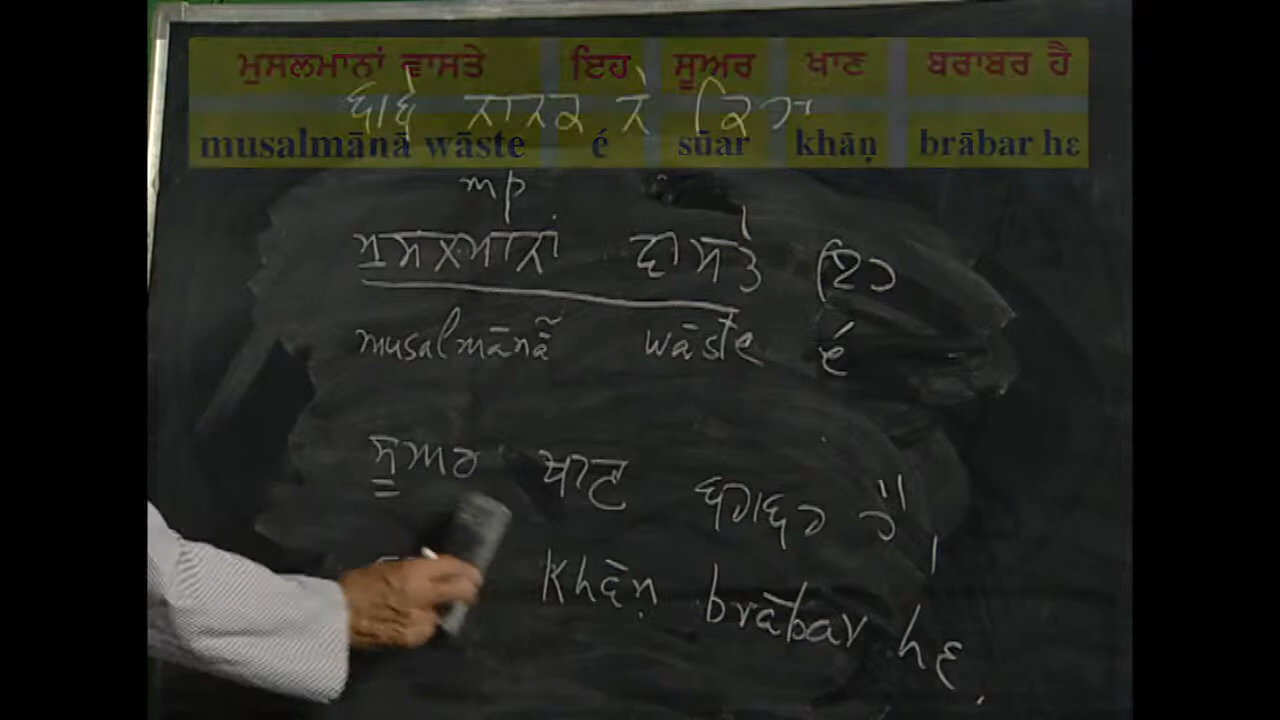 ਮੁਸਲਮਾਨਾਂ ਵਾਸਤੇ ਇਹ ਸੂਅਰ ਖਾਣ ਬਰਾਬਰ ਹੈ
ਬਾਬੇ ਨਾਨਕ ਨੇ ਕਿਹਾ
musalmānā wāste é sūar khāṇ brābar hɛ
mp
ਮੁਸਲਮਾਨਾਂ ਵਾਸਤੇ ਇਹ
musalmānā̃ wāste é
ਸੂਅਰ ਖਾਣ ਬਰਾਬਰ ਹੈ
khāṇ brābar hɛ